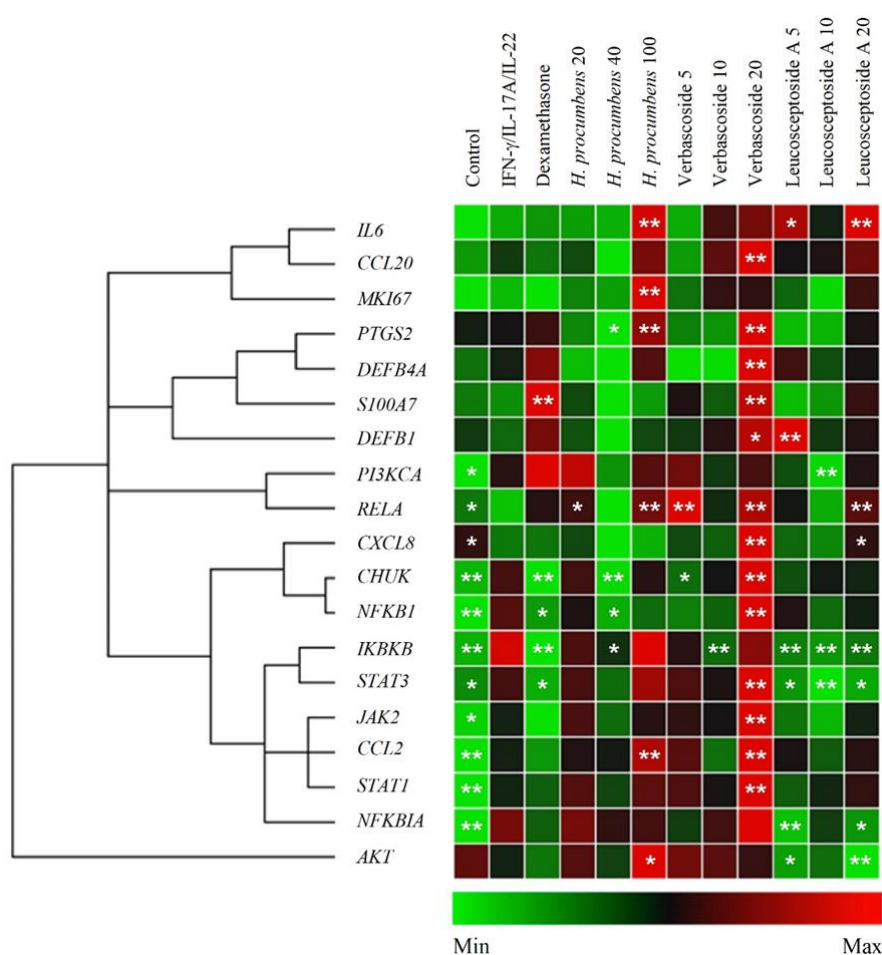 Control
IFN-γ/IL-17A/IL-22
Dexamethasone
H. procumbens 20
H. procumbens 40
H. procumbens 100
Verbascoside 5
Verbascoside 10
Verbascoside 20
Leucosceptoside A 5
Leucosceptoside A 10
Leucosceptoside A 20
IL6 ** * **
CCL20 **
MKI67 **
PTGS2 * ** **
DEFB4A **
S100A7 ** **
DEFB1 * **
PI3KCA * **
RELA * * ** ** ** **
CXCL8 * ** *
CHUK ** ** ** * **
NFKB1 ** * * **
IKBKB ** ** * ** ** ** **
STAT3 * * ** * ** *
JAK2 * **
CCL2 ** ** **
STAT1 ** **
NFKBIA ** ** *
AKT * * **
Min Max